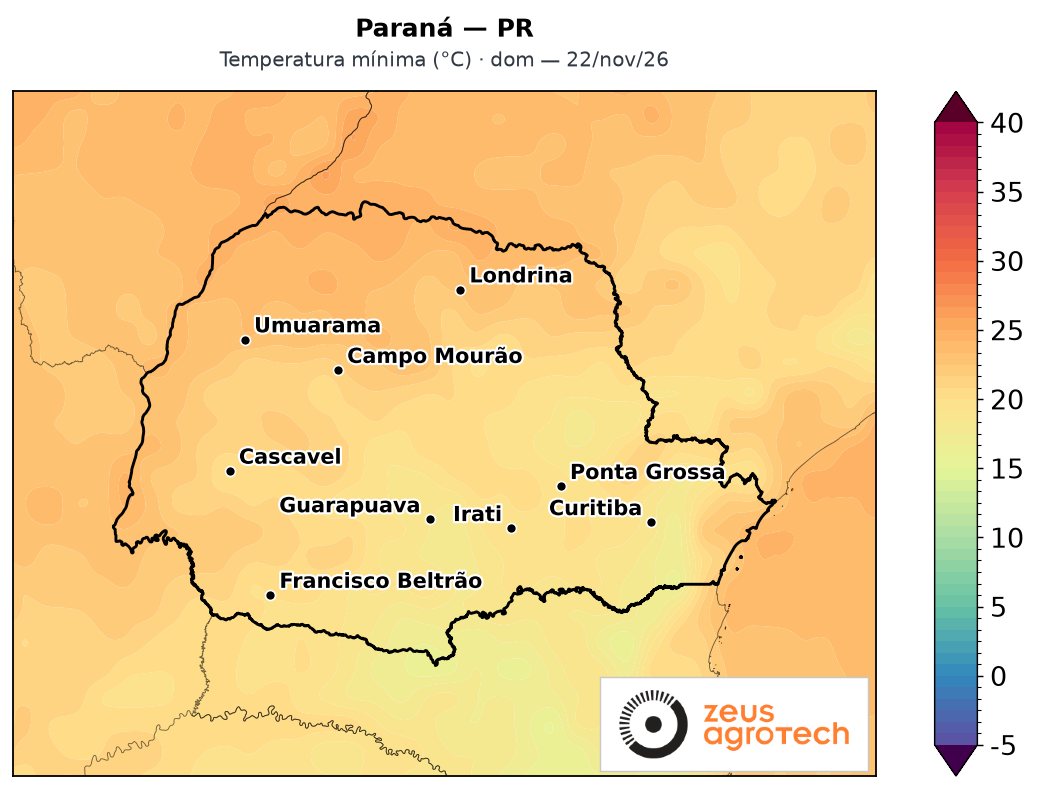 Paraná — PR
Temperatura mínima (°C) · dom — 22/nov/26
Londrina
Umuarama
Campo Mourão
Cascavel
Ponta Grossa
Guarapuava
Irati
Curitiba
Francisco Beltrão
zeus
agrotech
40
35
30
25
20
15
10
5
0
-5